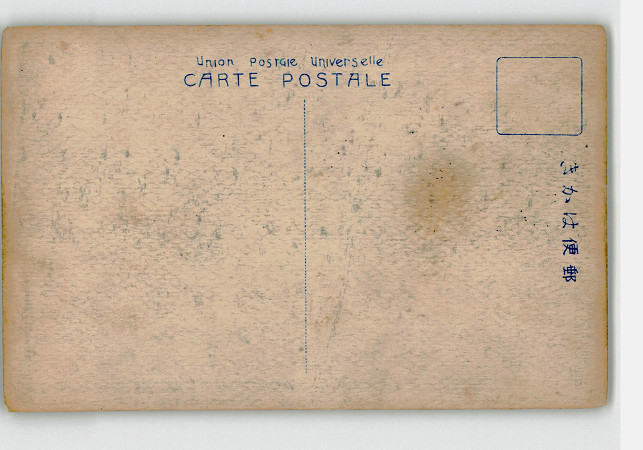 Union Postale Universelle
CARTE POSTALE
郵便はかき